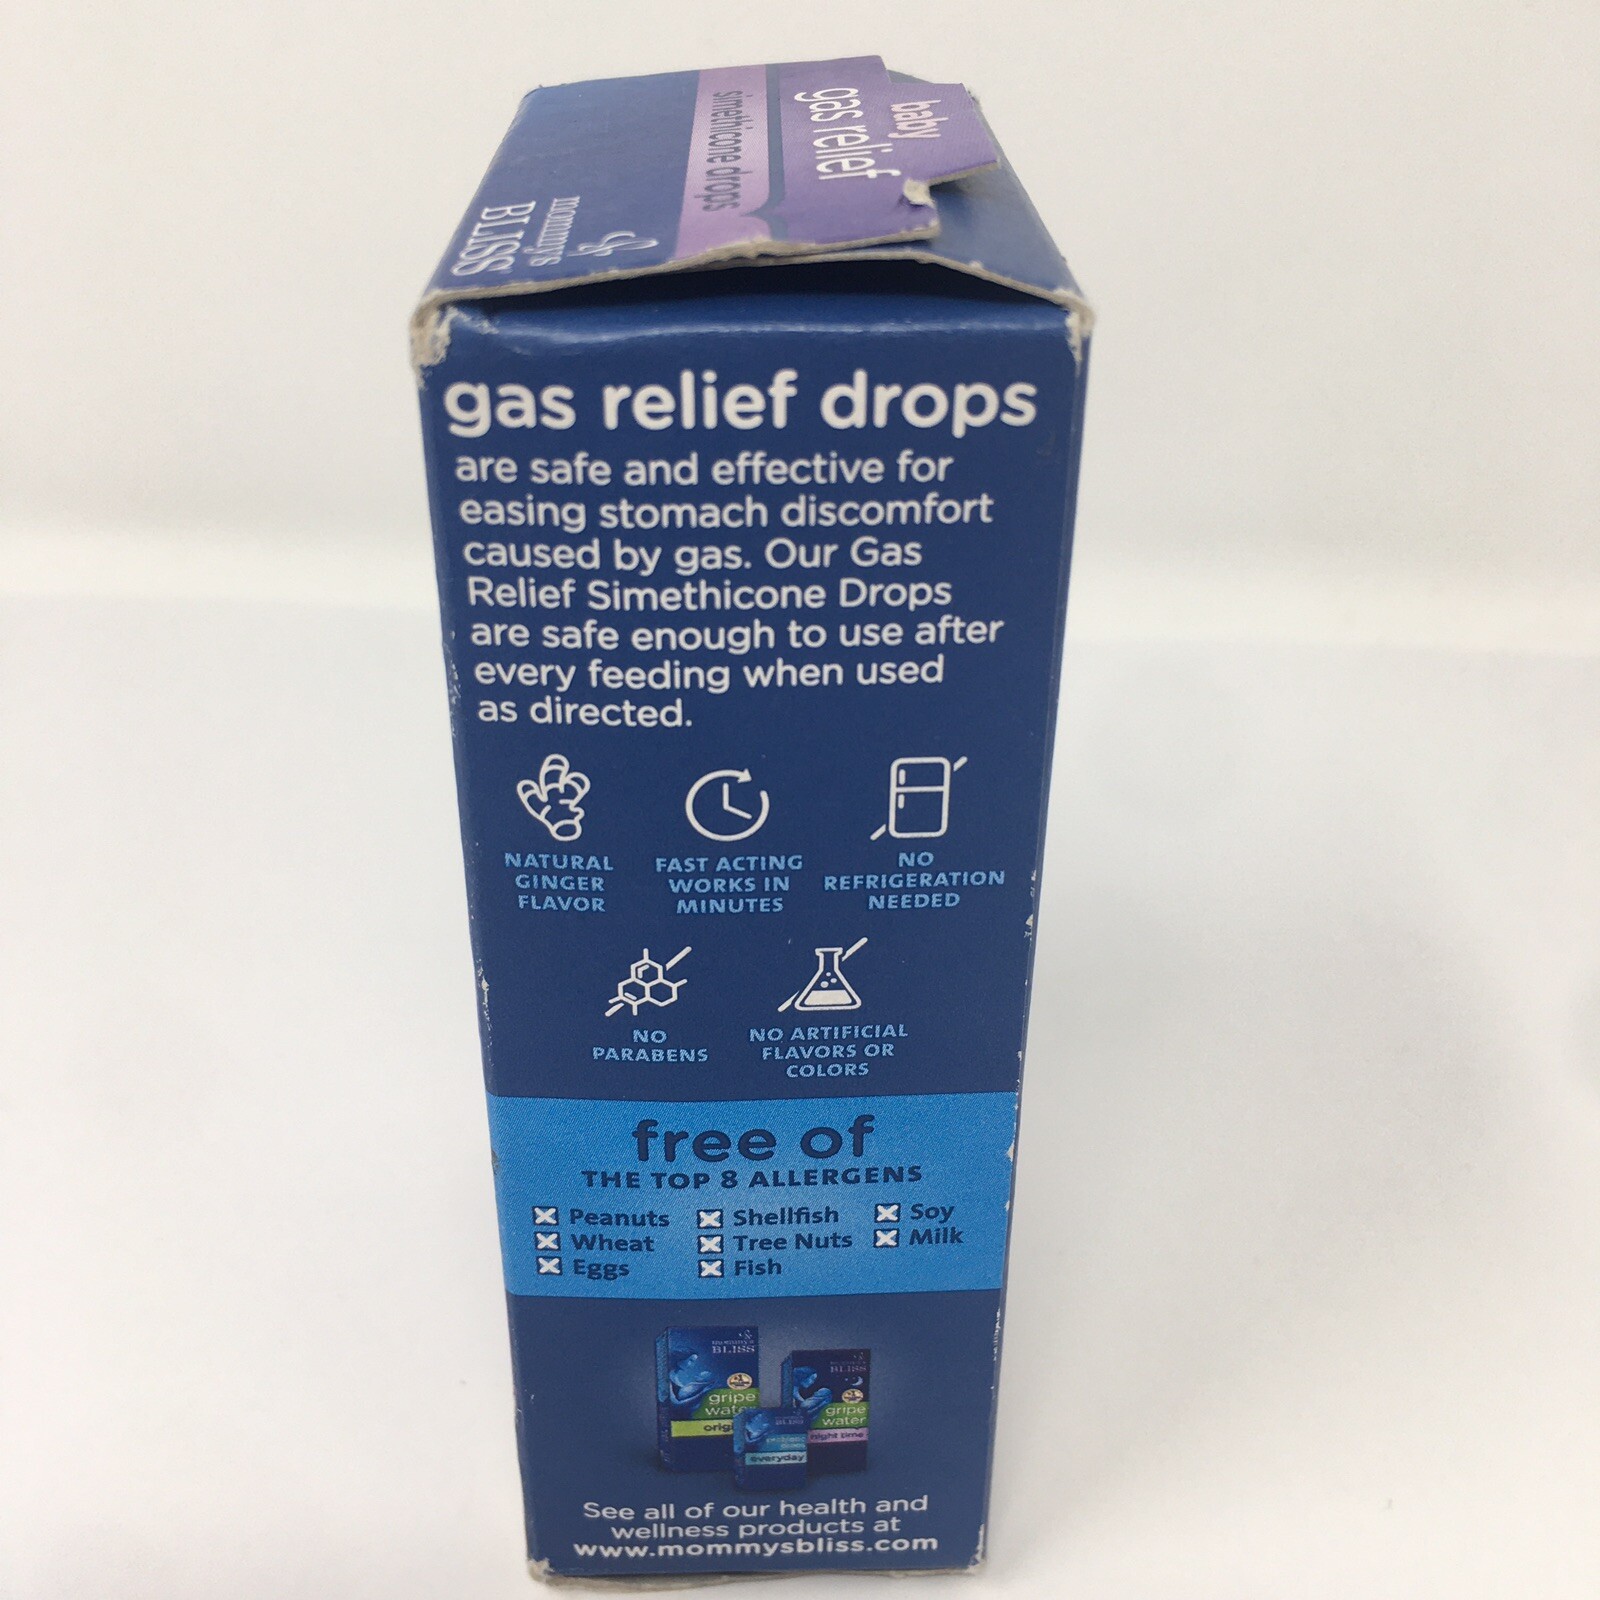 baby
gas relief
simethicone drops
mommy's
BLISS
gas relief drops
are safe and effective for
easing stomach discomfort
caused by gas. Our Gas
Relief Simethicone Drops
are safe enough to use after
every feeding when used
as directed.
NATURAL
GINGER
FLAVOR
FAST ACTING
WORKS IN
MINUTES
NO
REFRIGERATION
NEEDED
NO
PARABENS
NO ARTIFICIAL
FLAVORS OR
COLORS
free of
THE TOP 8 ALLERGENS
Peanuts
Wheat
Eggs
Shellfish
Tree Nuts
Fish
Soy
Milk
mommy's
BLISS
gripe
water
BLISS
gripe
water
night time
BLISS
everyday
See all of our health and
wellness products at
www.mommysbliss.com